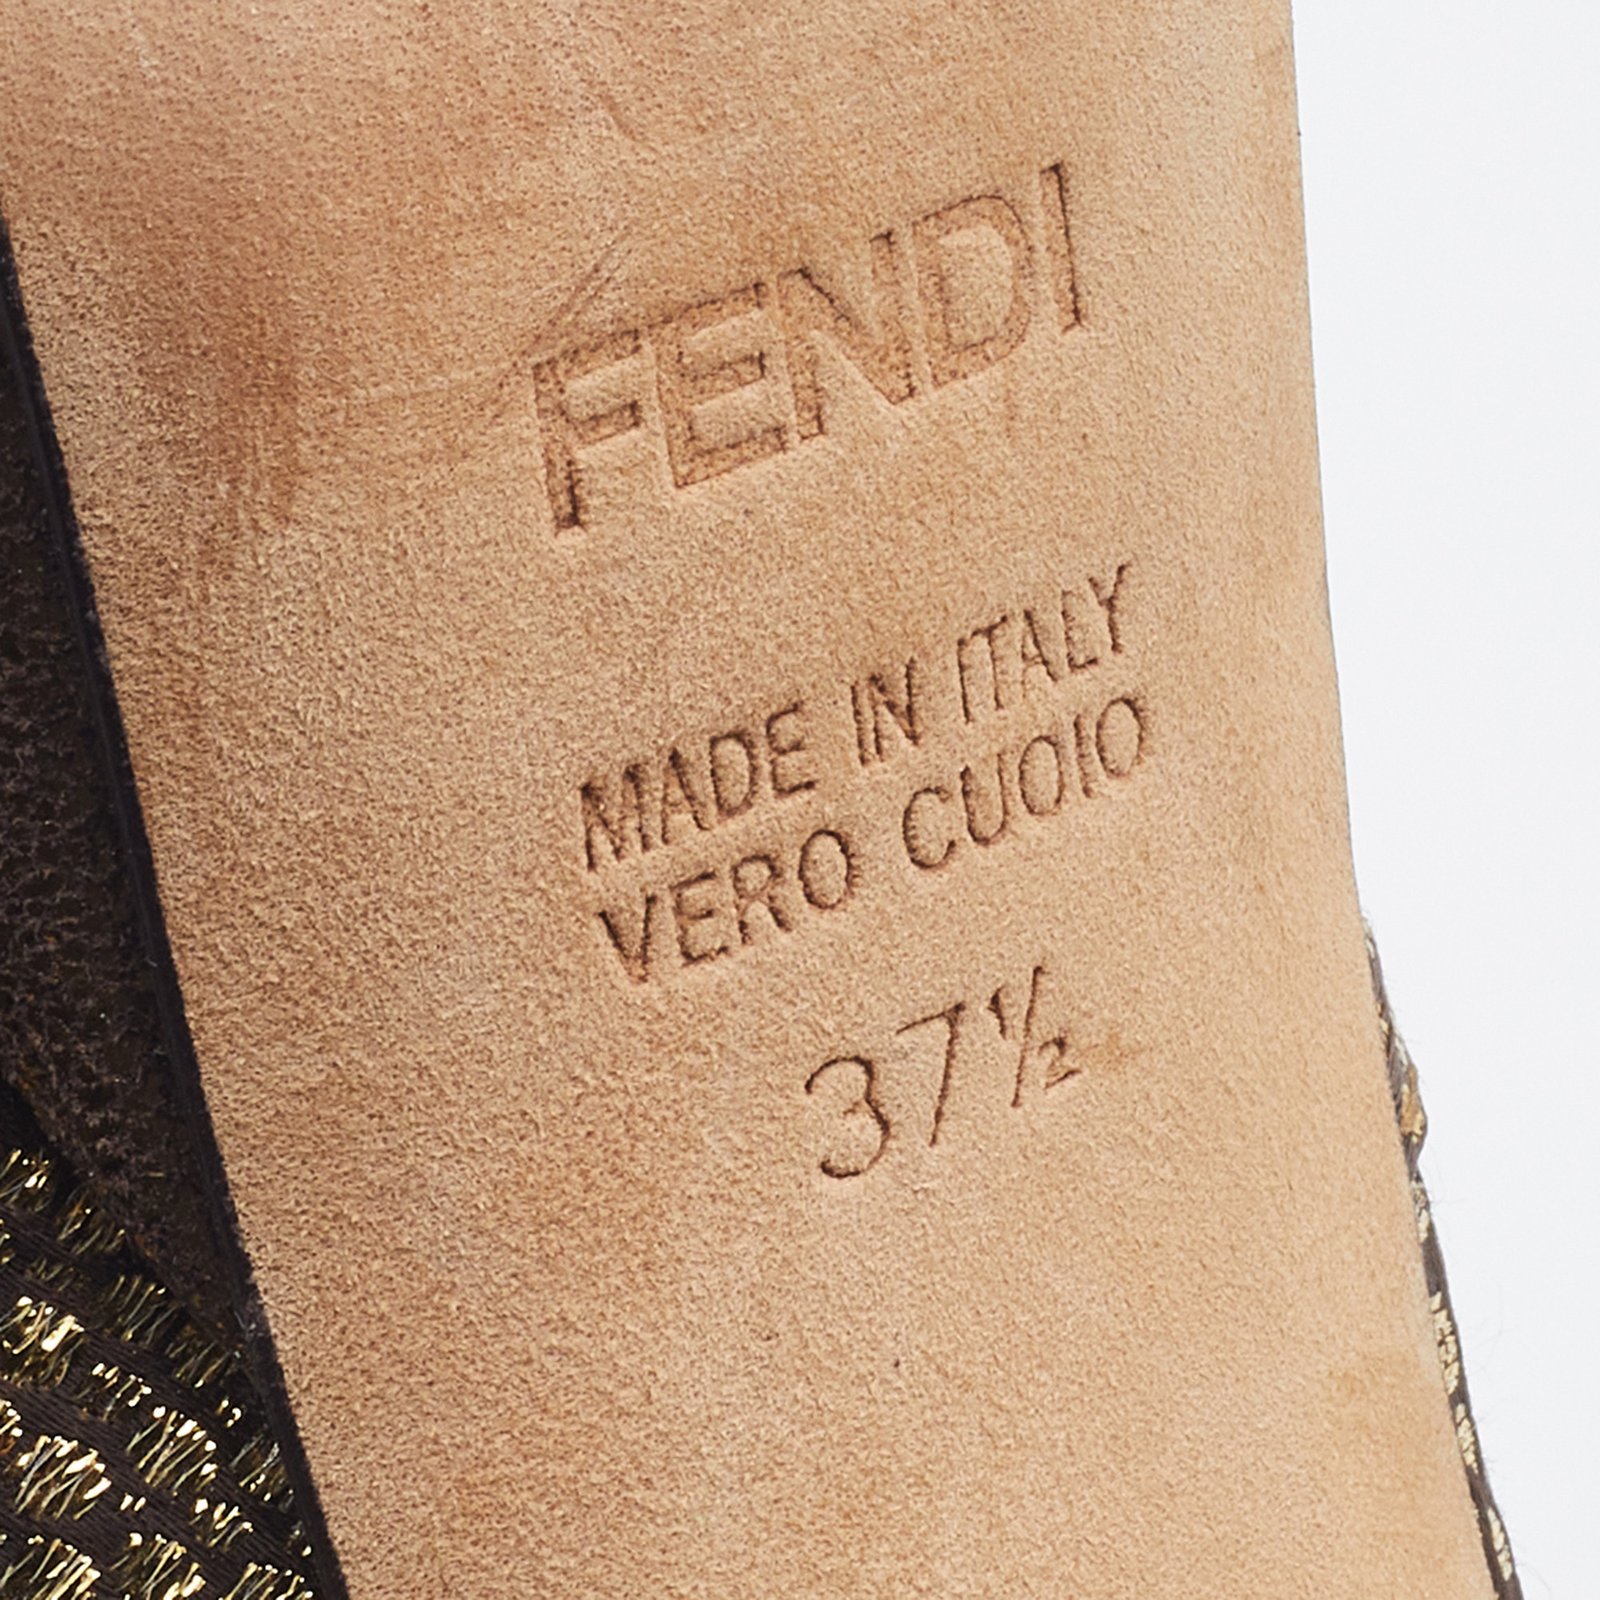 FENDI
MADE IN ITALY
VERO CUOIO
37½